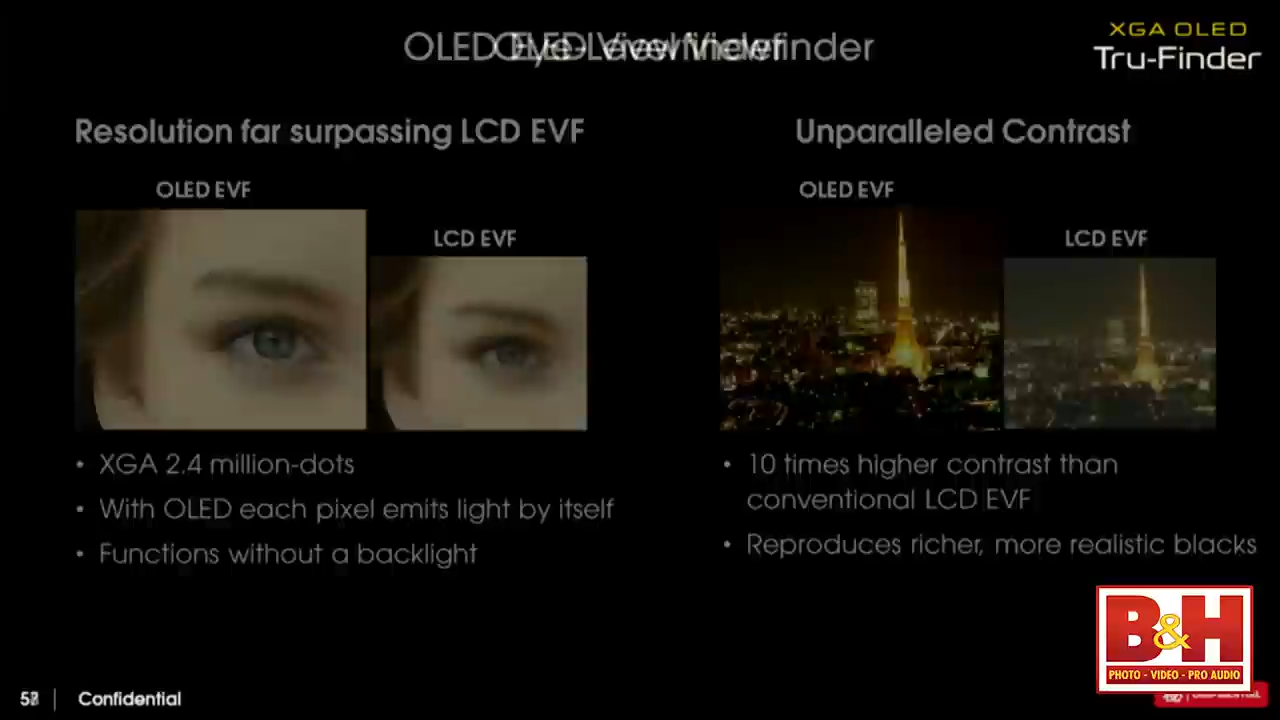 XGA OLED
Tru-Finder
Resolution far surpassing LCD EVF
Unparalleled Contrast
OLED EVF
LCD EVF
OLED EVF
LCD EVF
• XGA 2.4 million-dots
• With OLED each pixel emits light by itself
• Functions without a backlight
• 10 times higher contrast than
conventional LCD EVF
• Reproduces richer, more realistic blacks
B&H
PHOTO - VIDEO - PRO AUDIO
Confidential